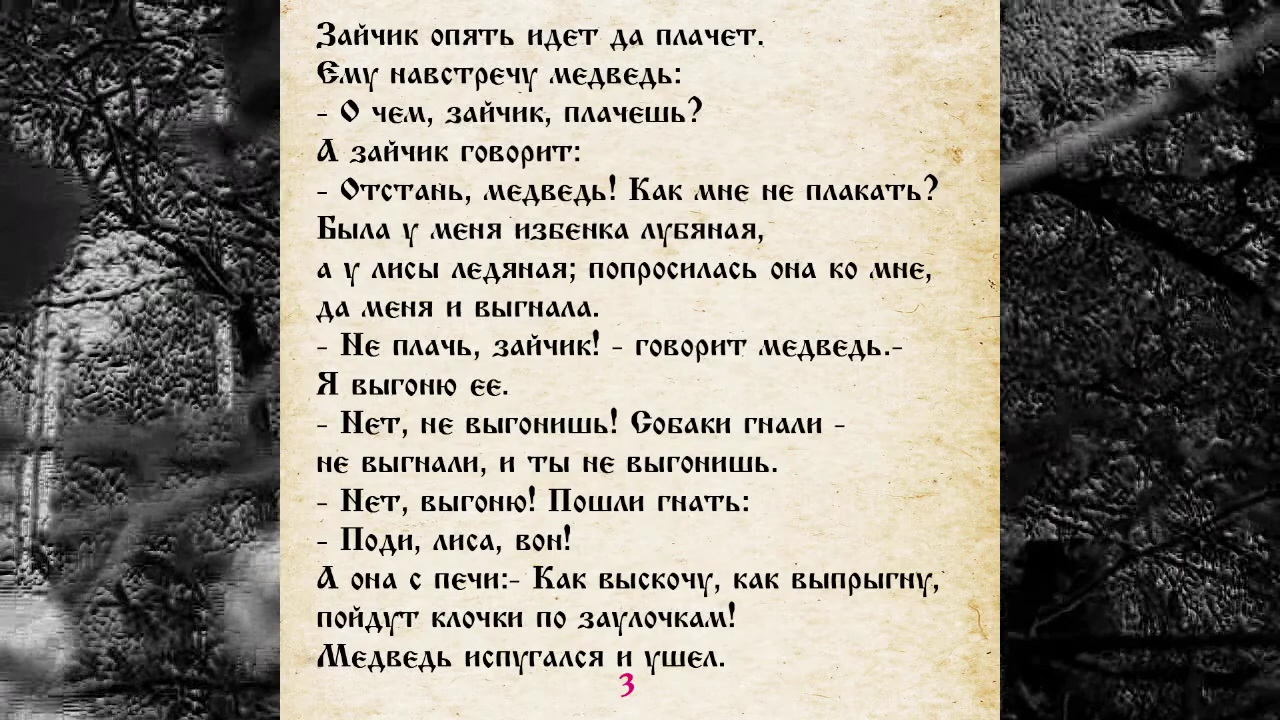 Зайчик опять идет да плачет.
Ему навстречу медведь:
- О чем, зайчик, плачешь?
А зайчик говорит:
- Отстань, медведь! Как мне не плакать?
Была у меня избенка лубяная,
а у лисы ледяная; попросилась она ко мне,
да меня и выгнала.
- Не плачь, зайчик! - говорит медведь.-
Я выгоню ее.
- Нет, не выгонишь! Собаки гнали -
не выгнали, и ты не выгонишь.
- Нет, выгоню! Пошли гнать:
- Поди, лиса, вон!
А она с печи:- Как выскочу, как выпрыгну,
пойдут клочки по заулочкам!
Медведь испугался и ушел.
3